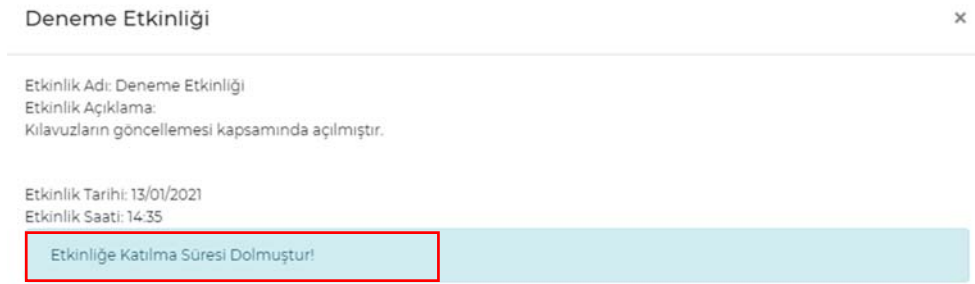 Deneme Etkinliği
Etkinlik Adı: Deneme Etkinliği
Etkinlik Açıklama:
Kılavuzların göncellemesi kapsamında açılmıştır.
Etkinlik Tarihi: 13/01/2021
Etkinlik Saati: 14:35
Etkinliğe Katılma Süresi Dolmuştur!